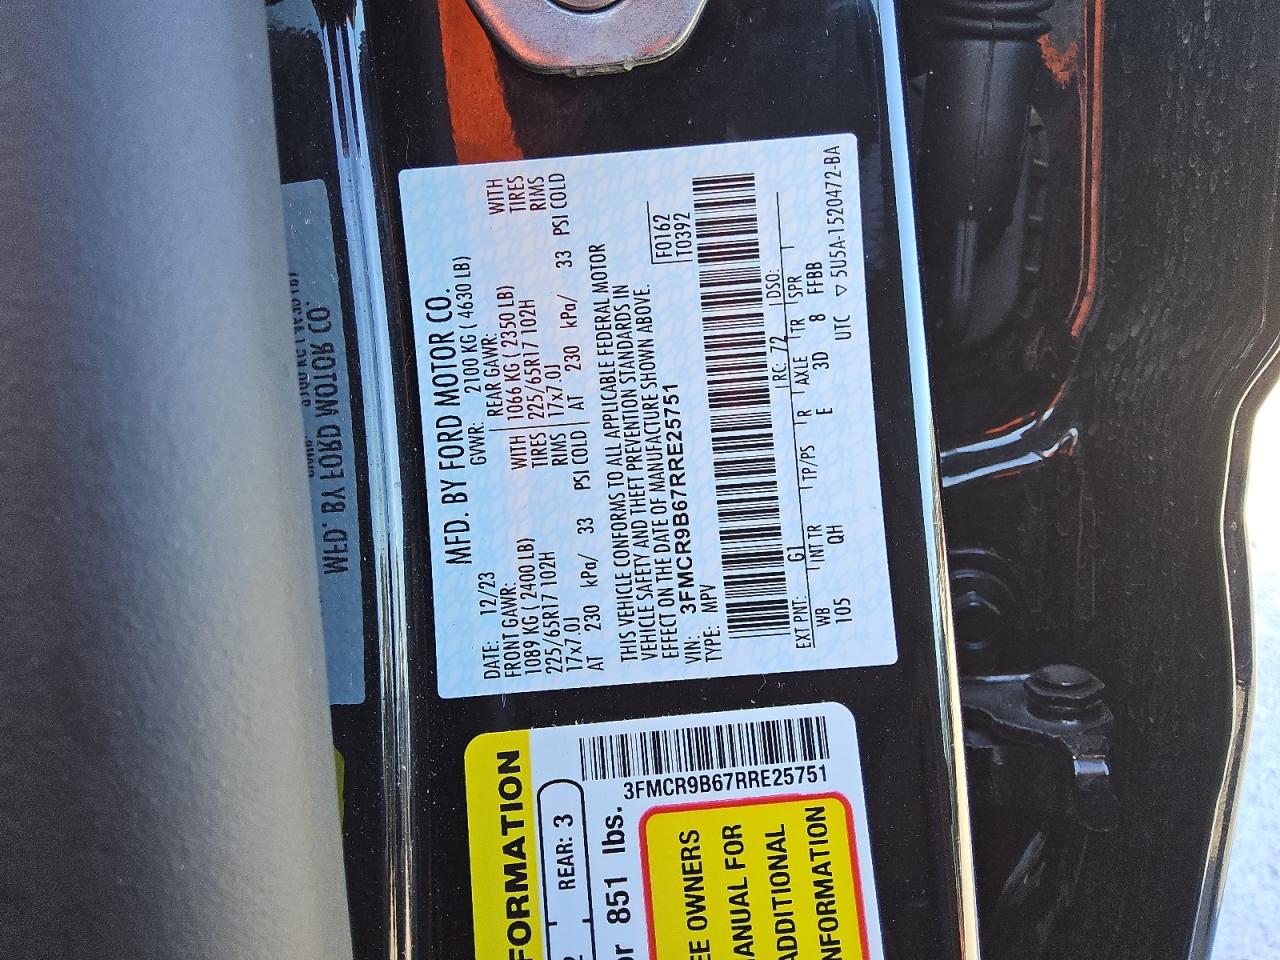 MFD. BY FORD MOTOR CO.
DATE: 12/23 GVWR: 2100 KG ( 4630 LB)
FRONT GAWR: REAR GAWR:
1089 KG ( 2400 LB) WITH 1066 KG ( 2350 LB) WITH
225/65R17 102H TIRES 225/65R17 102H TIRES
17x7.0J RIMS 17x7.0J RIMS
AT 230 kPa/ 33 PSI COLD AT 230 kPa/ 33 PSI COLD
THIS VEHICLE CONFORMS TO ALL APPLICABLE FEDERAL MOTOR
VEHICLE SAFETY AND THEFT PREVENTION STANDARDS IN
EFFECT ON THE DATE OF MANUFACTURE SHOWN ABOVE.
VIN: 3FMCR9B67RRE25751 F0162
TYPE: MPV T0392
EXT PNT: G1 RC: 72 DSO:
WB INT TR TP/PS R AXLE TR SPR
105 QH E 3D 8 FFBB
UTC ▽ 5U5A-1520472-BA
FORMATION
REAR: 3
or 851 lbs.
3FMCR9B67RRE25751
EE OWNERS
ANUAL FOR
ADDITIONAL
NFORMATION
MFD. BY FORD MOTOR CO.